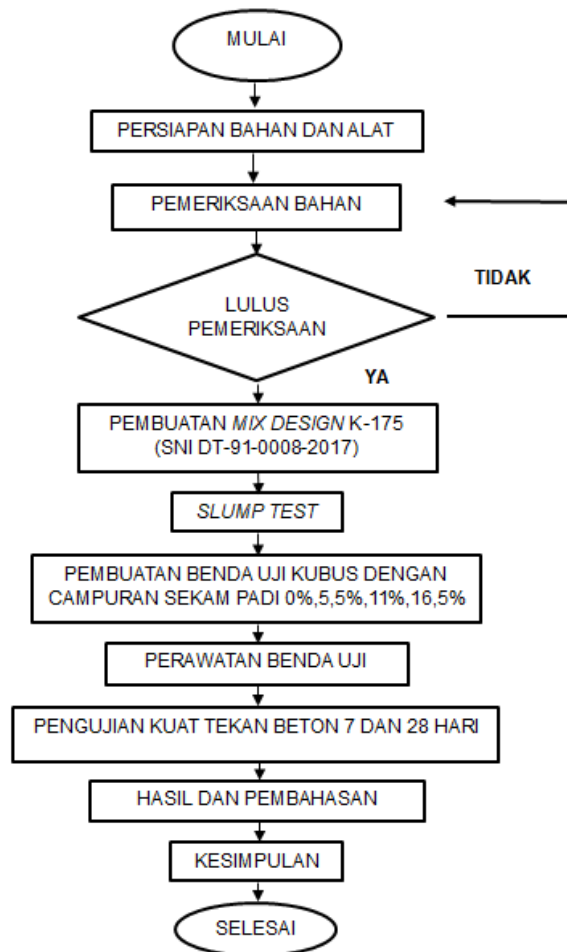 MULAI
PERSIAPAN BAHAN DAN ALAT
PEMERIKSAAN BAHAN
TIDAK
LULUS
PEMERIKSAAN
YA
PEMBUATAN MIX DESIGN K-175
(SNI DT-91-0008-2017)
SLUMP TEST
PEMBUATAN BENDA UJI KUBUS DENGAN
CAMPURAN SEKAM PADI 0%,5,5%,11%,16,5%
PERAWATAN BENDA UJI
PENGUJIAN KUAT TEKAN BETON 7 DAN 28 HARI
HASIL DAN PEMBAHASAN
KESIMPULAN
SELESAI